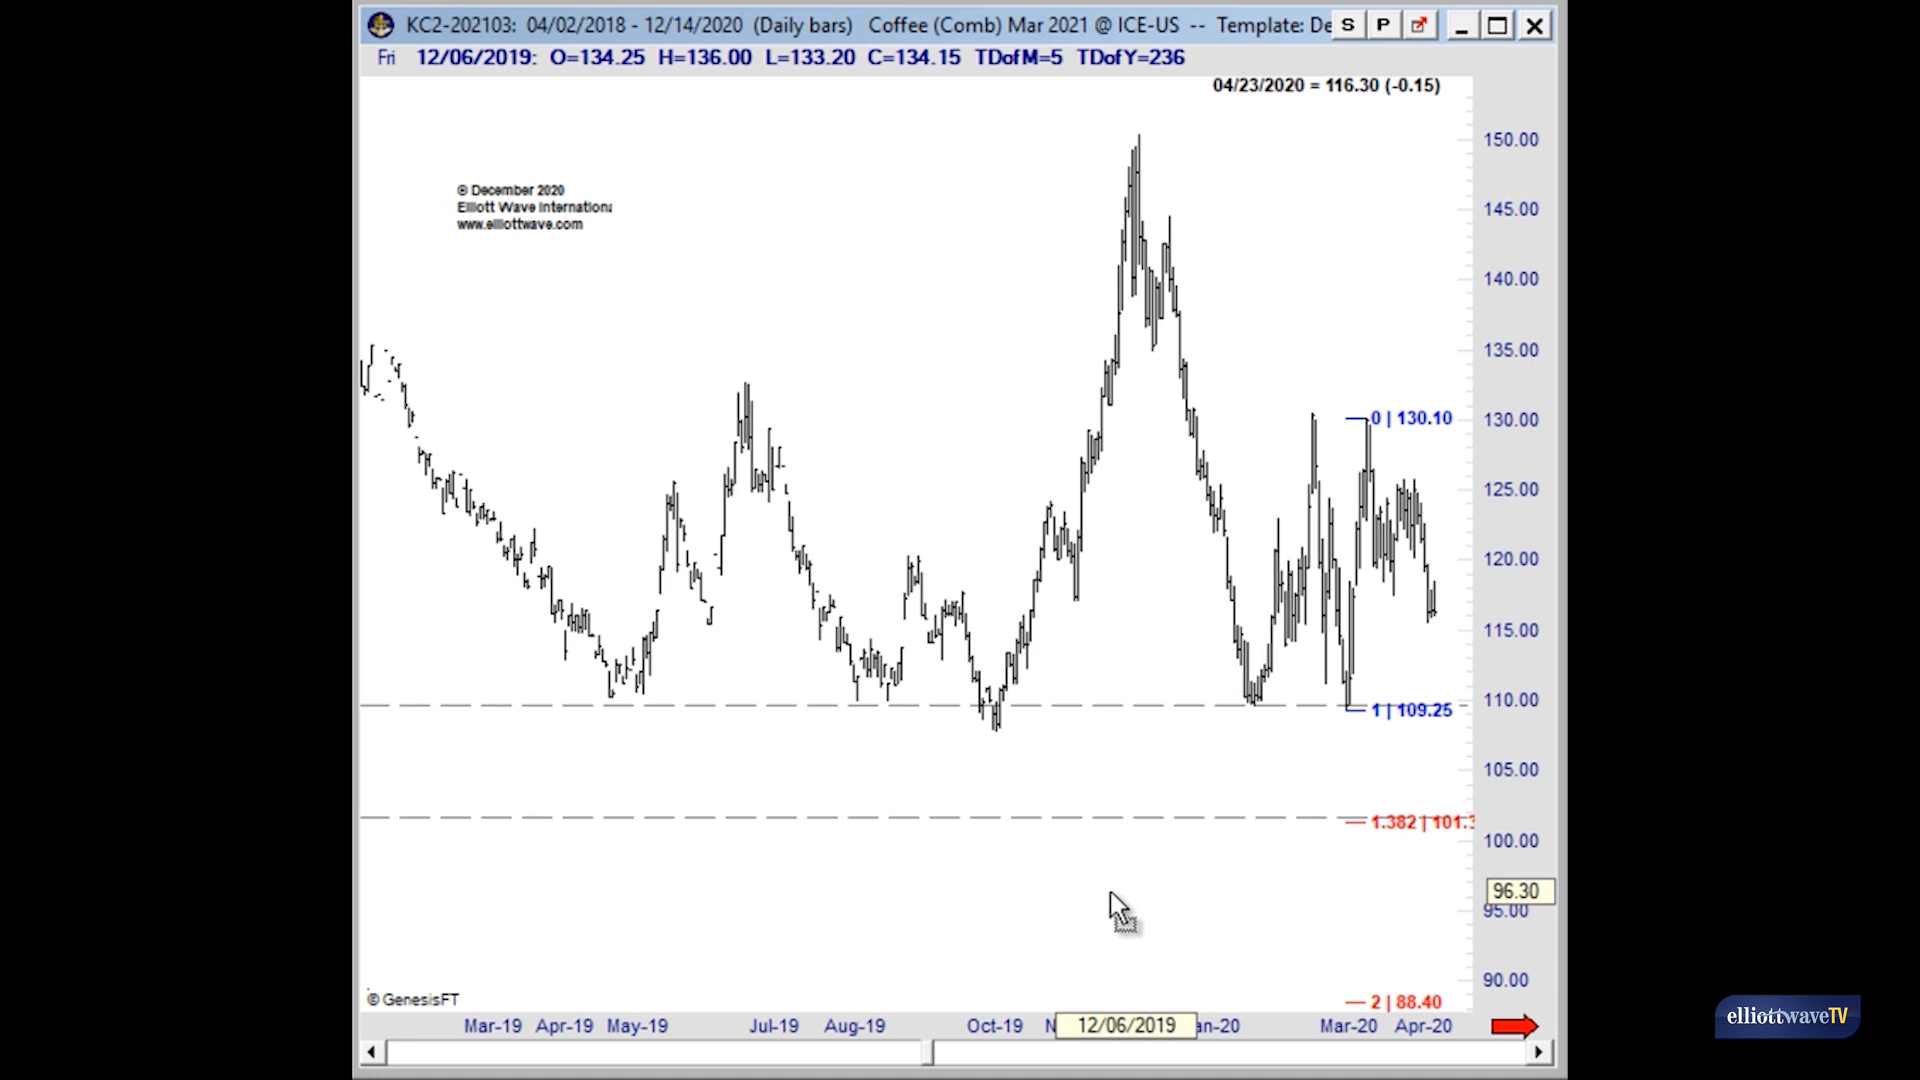 KC2-202103: 04/02/2018 - 12/14/2020 (Daily bars) Coffee (Comb) Mar 2021 @ ICE-US -- Template: De S P
Fri 12/06/2019: O=134.25 H=136.00 L=133.20 C=134.15 TDofM=5 TDofY=236
04/23/2020 = 116.30 (-0.15)
150.00
© December 2020
Elliott Wave Internationa
145.00
www.elliottwave.com
140.00
135.00
0 | 130.10
130.00
125.00
120.00
115.00
110.00
1 | 109.25
105.00
1.382 | 101.3
100.00
96.30
95.00
90.00
© GenesisFT
2 | 88.40
elliottwaveTV
Mar-19 Apr-19 May-19 Jul-19 Aug-19 Oct-19 N 12/06/2019 an-20 Mar-20 Apr-20